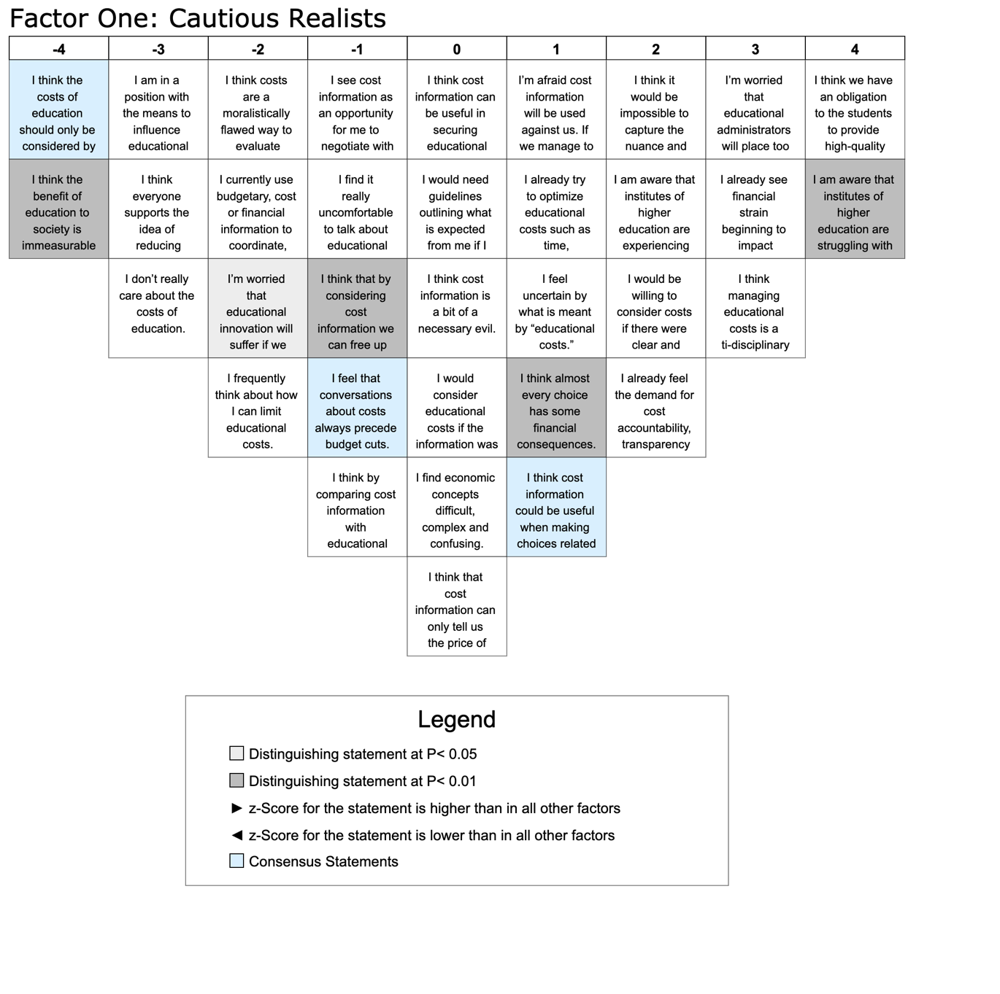 Factor One: Cautious Realists
-4 -3 -2 -1 0 1 2 3 4
I think the
costs of
education
should only be
considered by
I am in a
position with
the means to
influence
educational
I think costs
are a
moralistically
flawed way to
evaluate
I see cost
information as
an opportunity
for me to
negotiate with
I think cost
information can
be useful in
securing
educational
I’m afraid cost
information
will be used
against us. If
we manage to
I think it
would be
impossible to
capture the
nuance and
I’m worried
that
educational
administrators
will place too
I think we have
an obligation
to the students
to provide
high-quality
I think the
benefit of
education to
society is
immeasurable
I think
everyone
supports the
idea of
reducing
I currently use
budgetary, cost
or financial
information to
coordinate,
I find it
really
uncomfortable
to talk about
educational
I would need
guidelines
outlining what
is expected
from me if I
I already try
to optimize
educational
costs such as
time,
I am aware that
institutes of
higher
education are
experiencing
I already see
financial
strain
beginning to
impact
I am aware that
institutes of
higher
education are
struggling with
I don’t really
care about the
costs of
education.
I’m worried
that
educational
innovation will
suffer if we
I think that by
considering
cost
information we
can free up
I think cost
information is
a bit of a
necessary evil.
I feel
uncertain by
what is meant
by “educational
costs.”
I would be
willing to
consider costs
if there were
clear and
I think
managing
educational
costs is a
ti-disciplinary
I frequently
think about how
I can limit
educational
costs.
I feel that
conversations
about costs
always precede
budget cuts.
I would
consider
educational
costs if the
information was
I think almost
every choice
has some
financial
consequences.
I already feel
the demand for
cost
accountability,
transparency
I think by
comparing cost
information
with
educational
I find economic
concepts
difficult,
complex and
confusing.
I think cost
information
could be useful
when making
choices related
I think that
cost
information can
only tell us
the price of
Legend
Distinguishing statement at P< 0.05
Distinguishing statement at P< 0.01
► z-Score for the statement is higher than in all other factors
◄ z-Score for the statement is lower than in all other factors
Consensus Statements